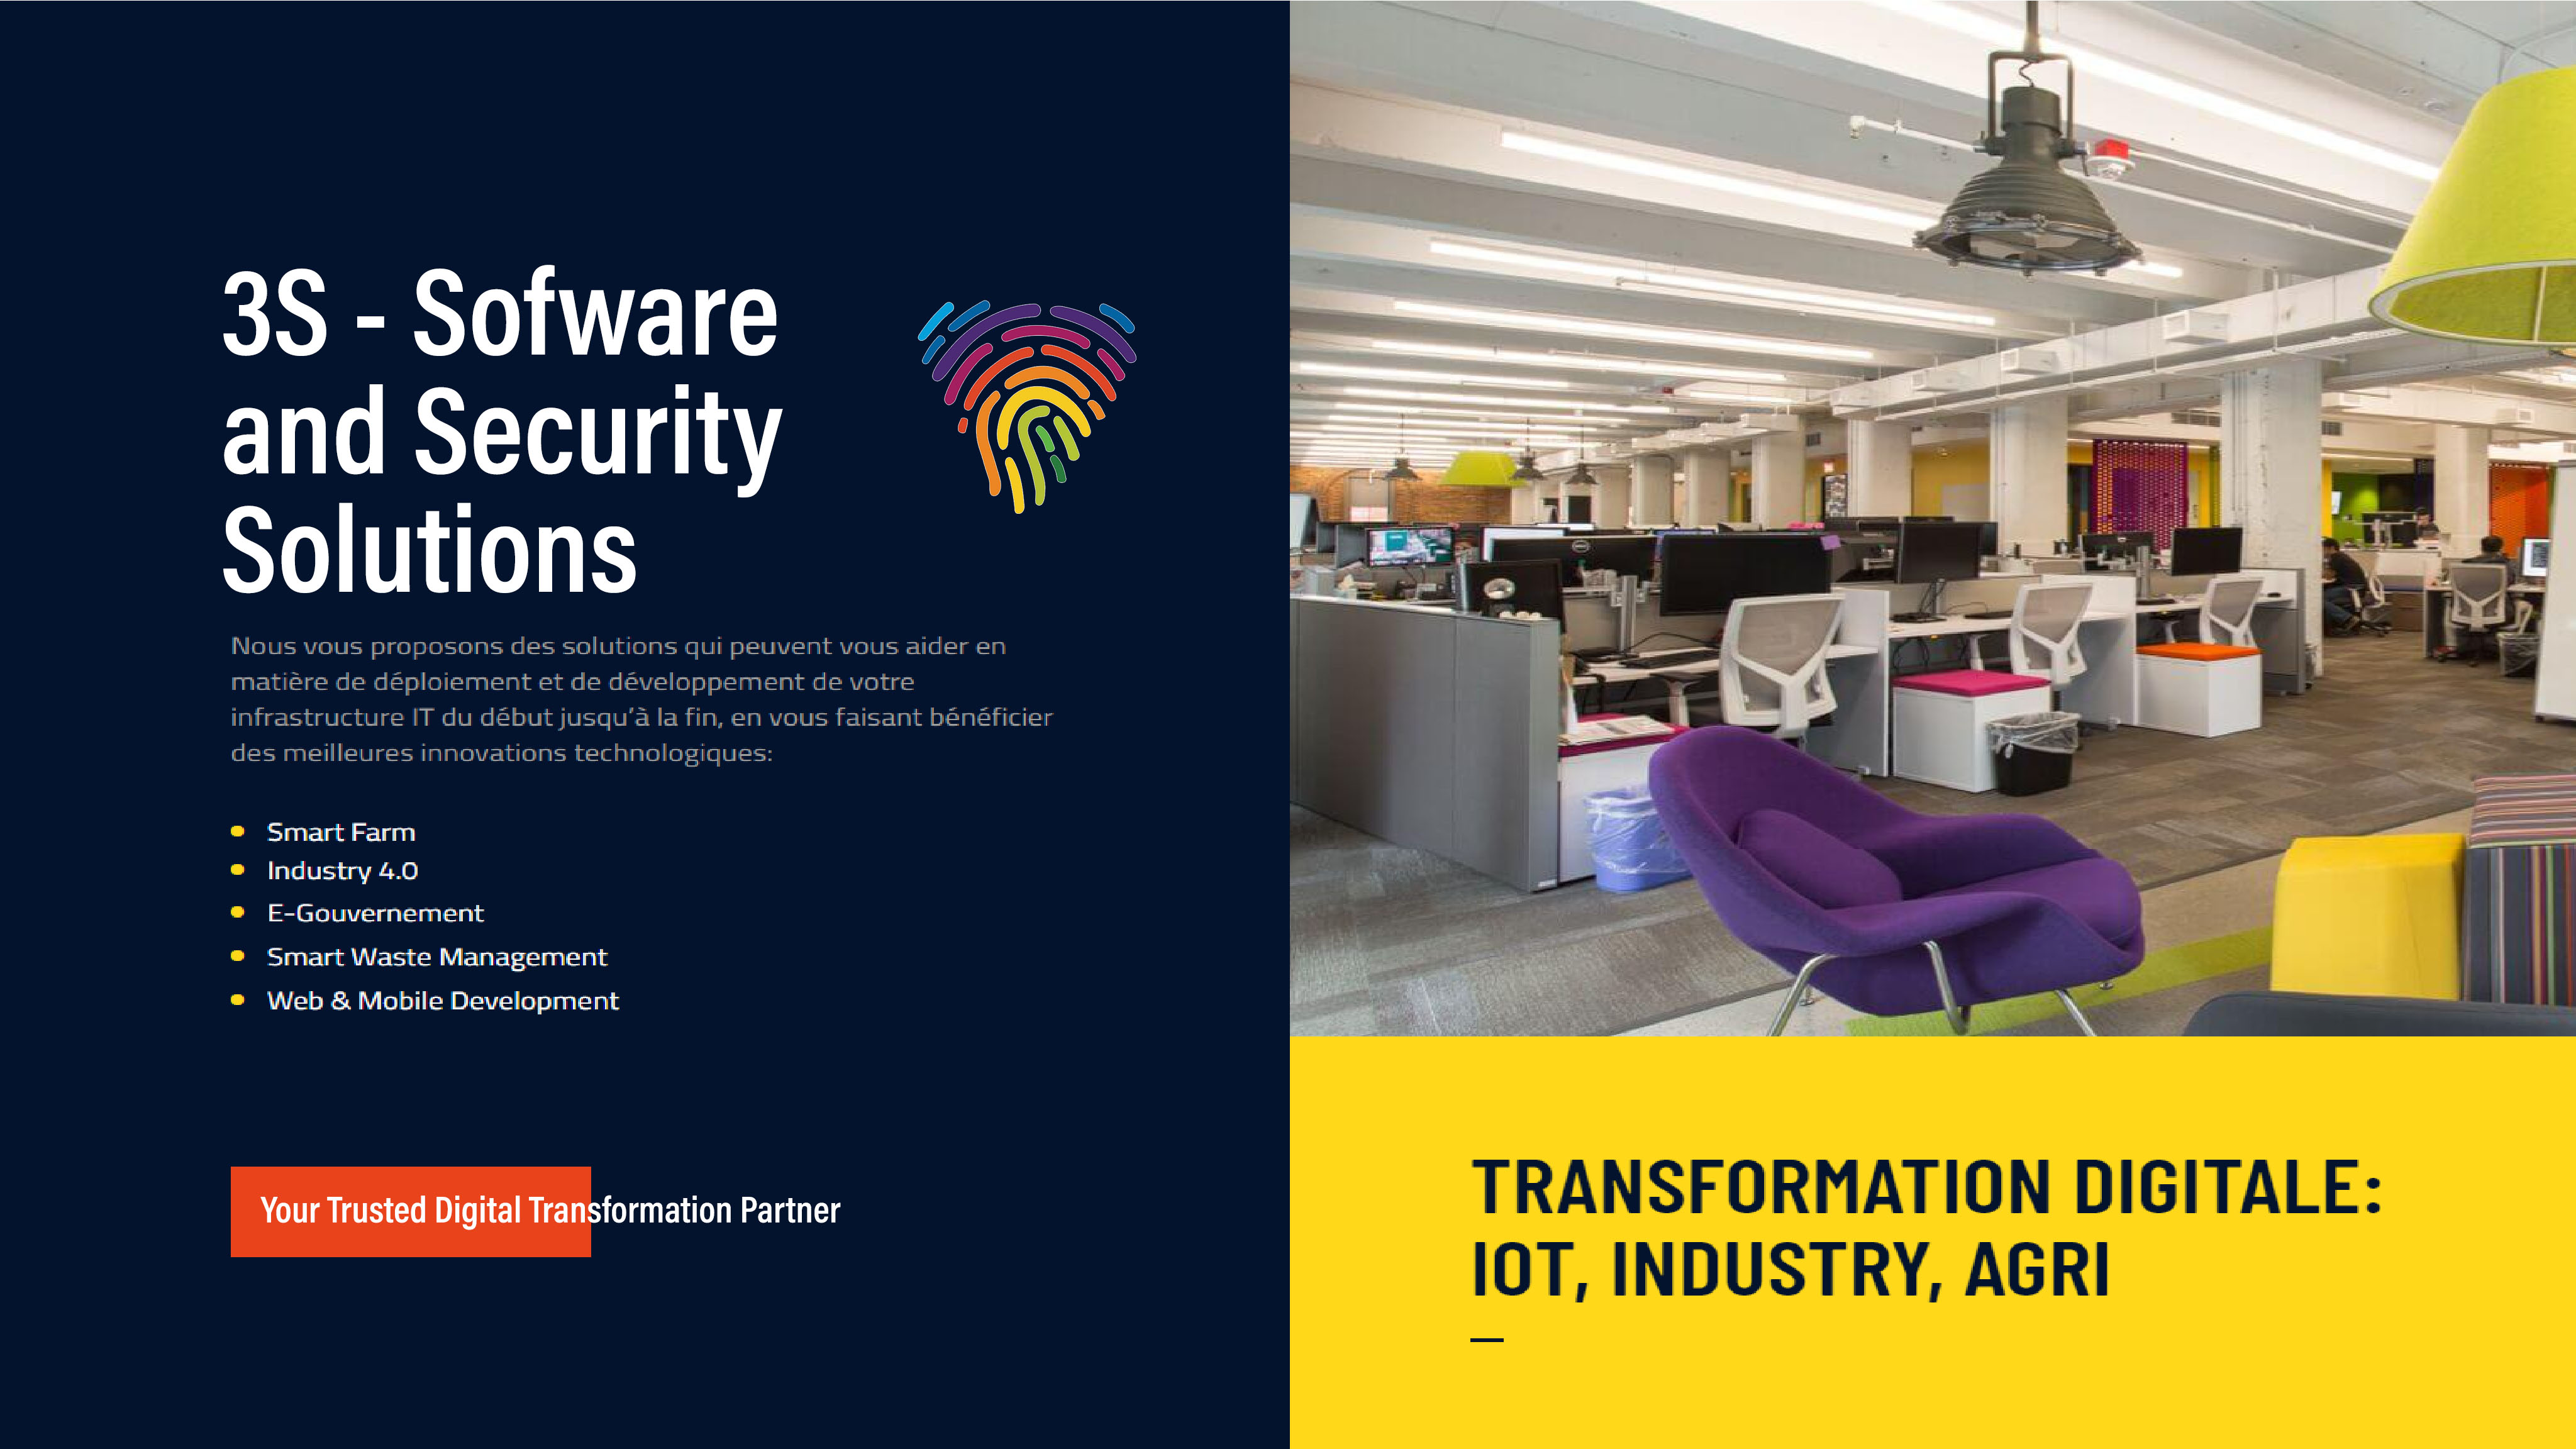 3S - Sofware
and Security
Solutions
Nous vous proposons des solutions qui peuvent vous aider en
matière de déploiement et de développement de votre
infrastructure IT du début jusqu'à la fin, en vous faisant bénéficier
des meilleures innovations technologiques:
Smart Farm
Industry 4.0
E-Gouvernement
Smart Waste Management
Web & Mobile Development
Your Trusted Digital Transformation Partner
TRANSFORMATION DIGITALE:
IOT, INDUSTRY, AGRI